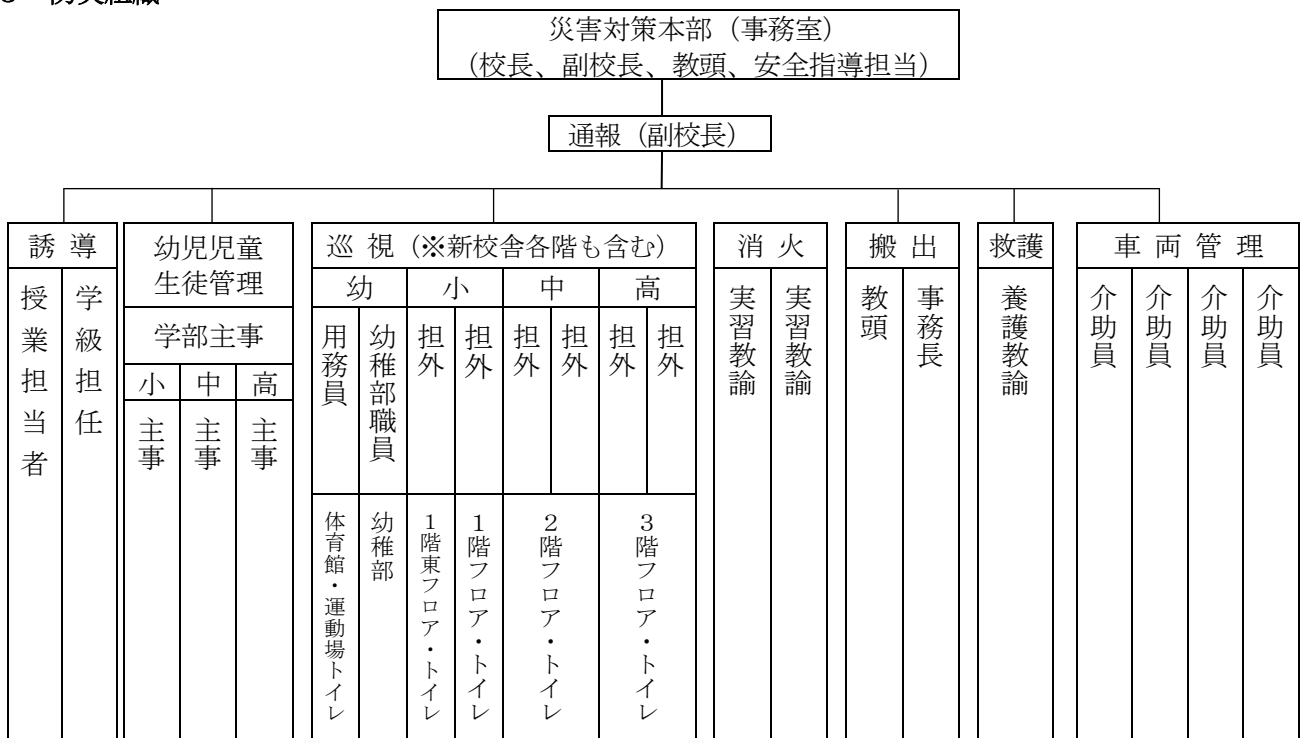 災害対策本部（事務室）
（校長、副校長、教頭、安全指導担当）
通報（副校長）
誘 導
授業担当者
学級担任
幼児児童
生徒管理
学部主事
小
中
高
主事
主事
主事
巡 視（※新校舎各階も含む）
幼
小
中
高
用務員
幼稚部職員
担外
担外
担外
担外
担外
担外
体育館・運動場トイレ
幼稚部
１階東フロア・トイレ
１階フロア・トイレ
２階フロア・トイレ
３階フロア・トイレ
消 火
実習教諭
実習教諭
搬 出
教頭
事務長
救護
養護教諭
車 両 管 理
介助員
介助員
介助員
介助員